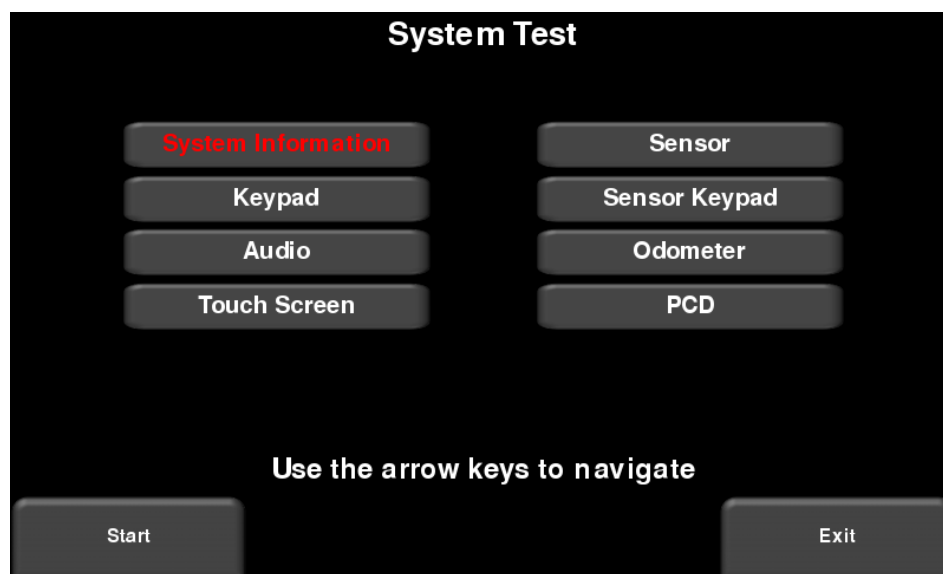 System Test
System Information
Sensor
Keypad
Sensor Keypad
Audio
Odometer
Touch Screen
PCD
Use the arrow keys to navigate
Start
Exit